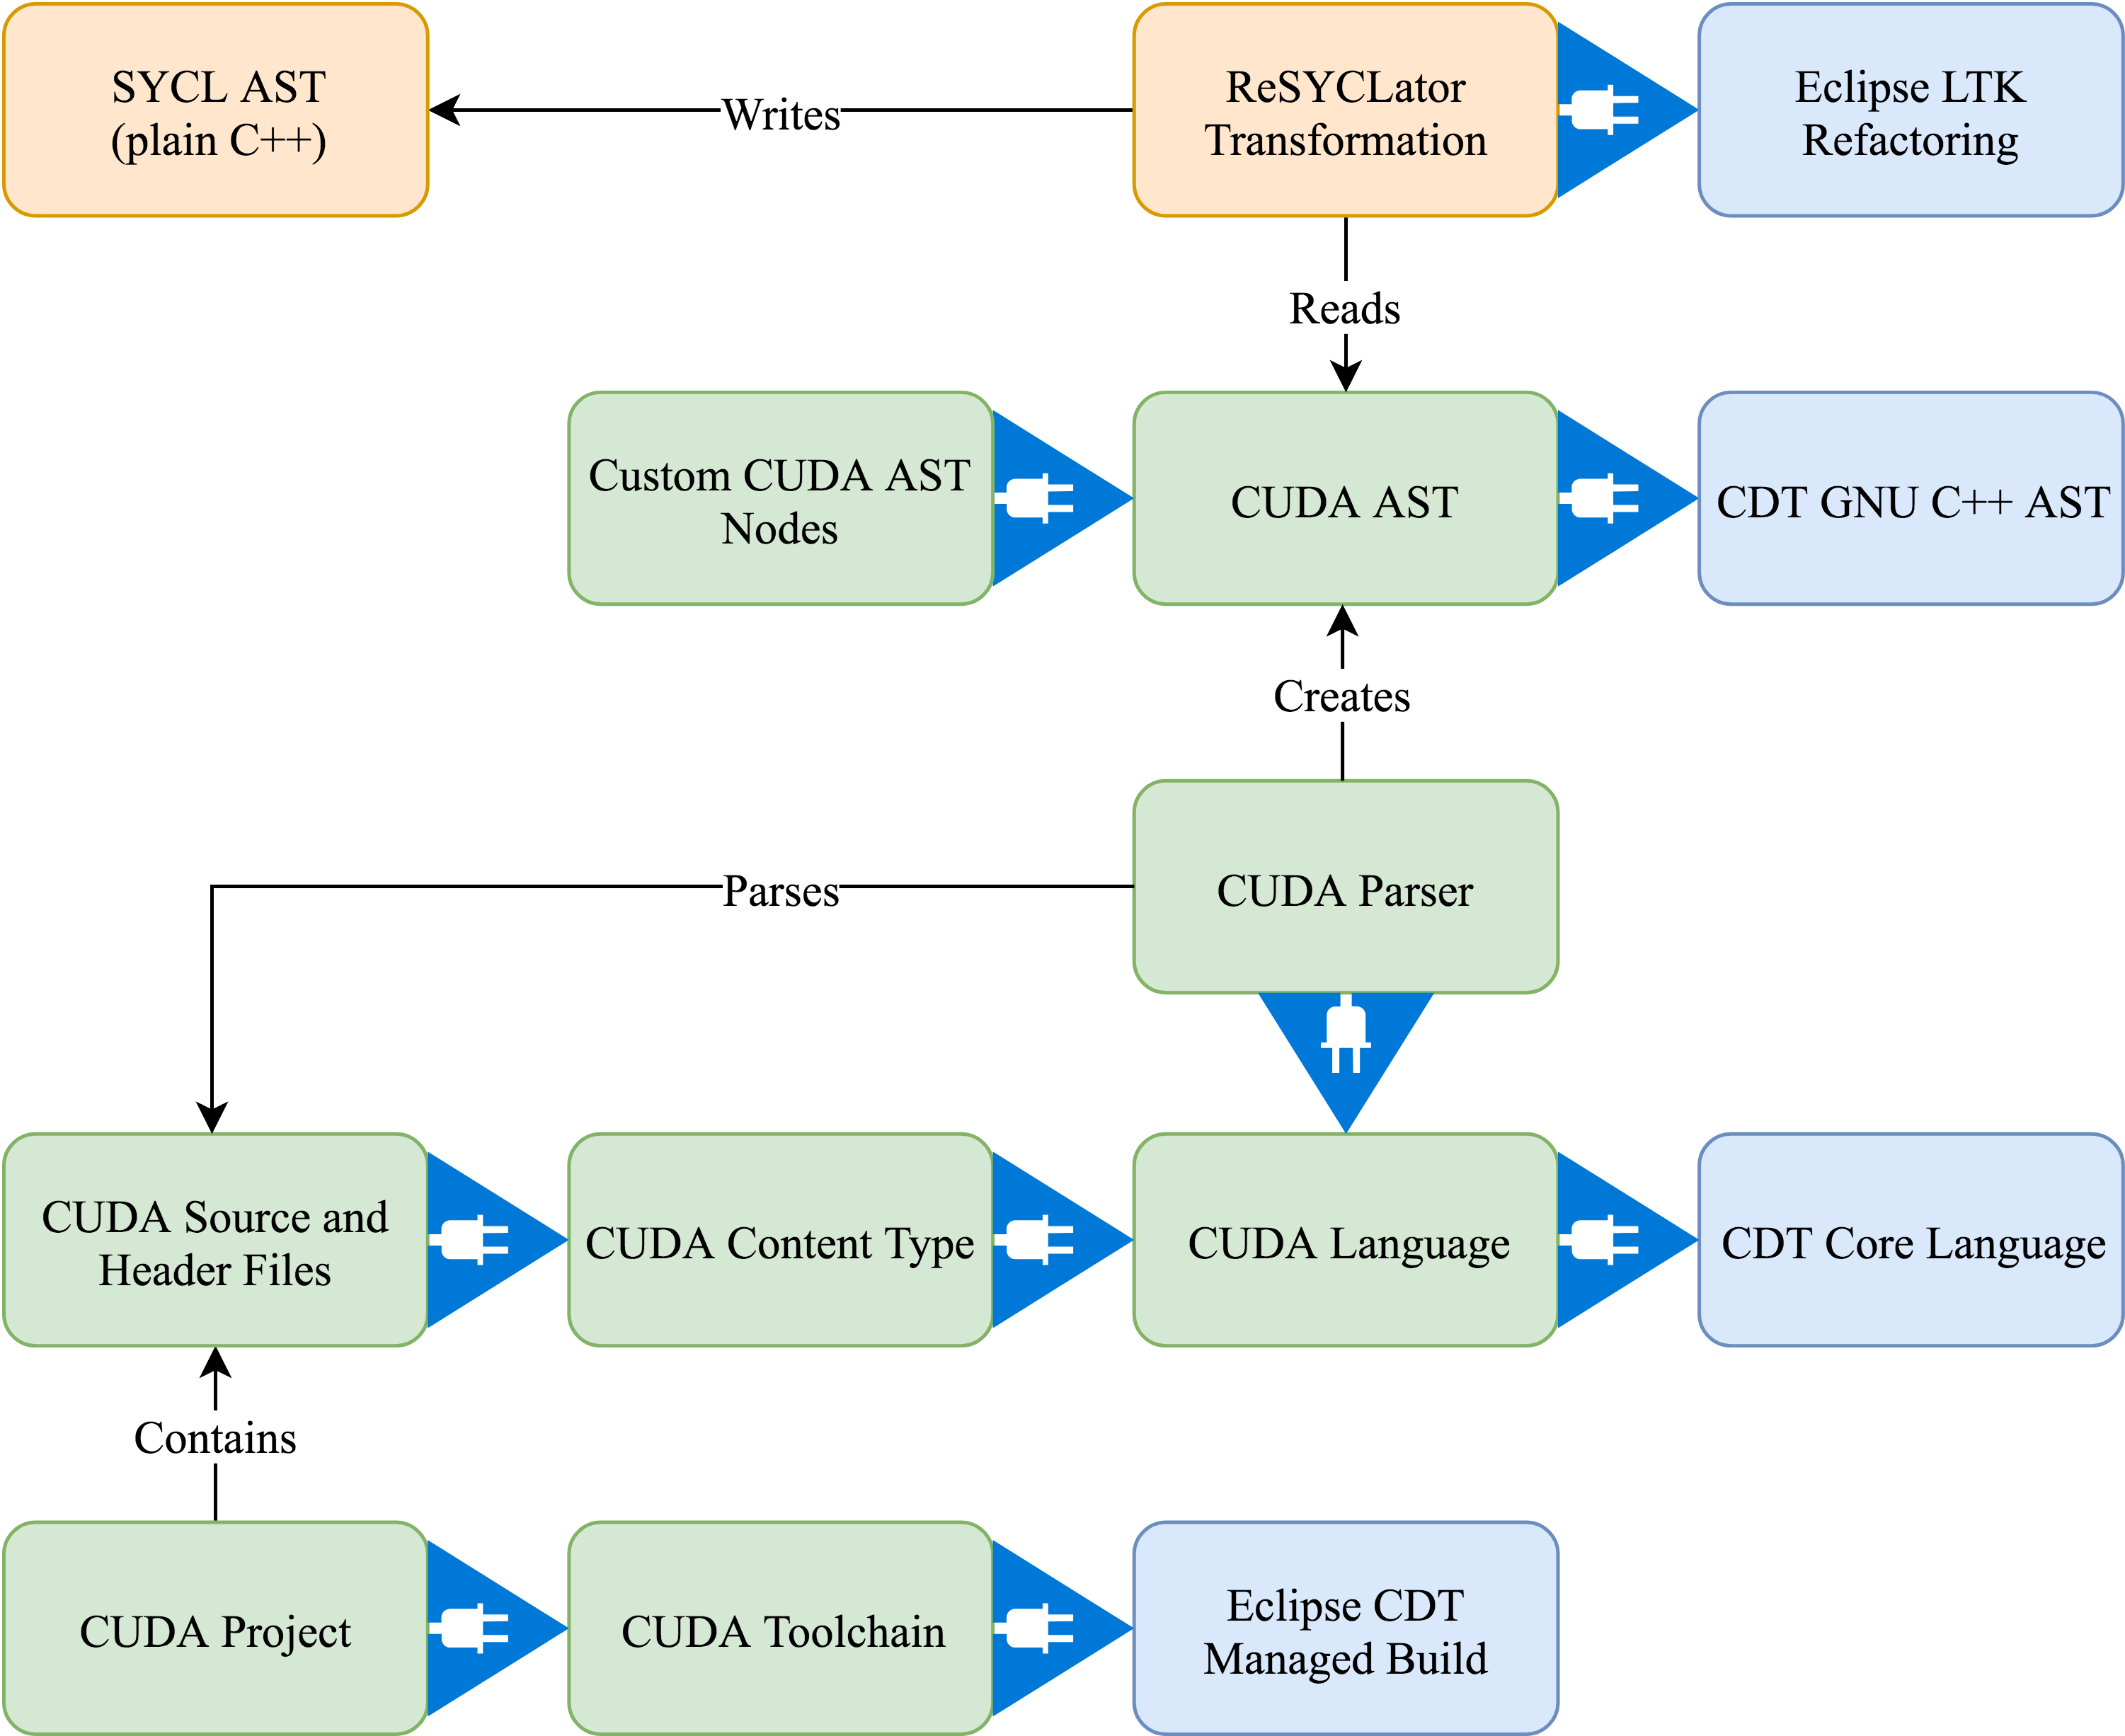 SYCL AST
(plain C++)
Writes
ReSYCLator
Transformation
Eclipse LTK
Refactoring
Reads
Custom CUDA AST
Nodes
CUDA AST
CDT GNU C++ AST
Creates
Parses
CUDA Parser
CUDA Source and
Header Files
CUDA Content Type
CUDA Language
CDT Core Language
Contains
CUDA Project
CUDA Toolchain
Eclipse CDT
Managed Build